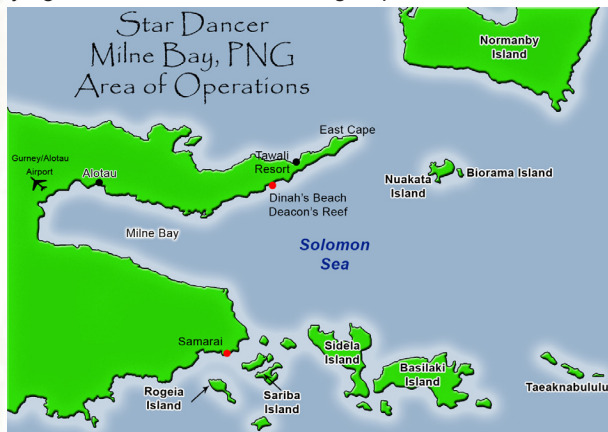 Star Dancer
Milne Bay, PNG
Area of Operations
Normanby
Island
East Cape
Tawali
Resort
Gurney/Alotau
Airport
Alotau
Nuakata
Island
Biorama Island
Dinah's Beach
Deacon's Reef
Milne Bay
Solomon
Sea
Samarai
Sidela
Island
Basilaki
Island
Rogeia
Island
Sariba
Island
Taeaknabululu